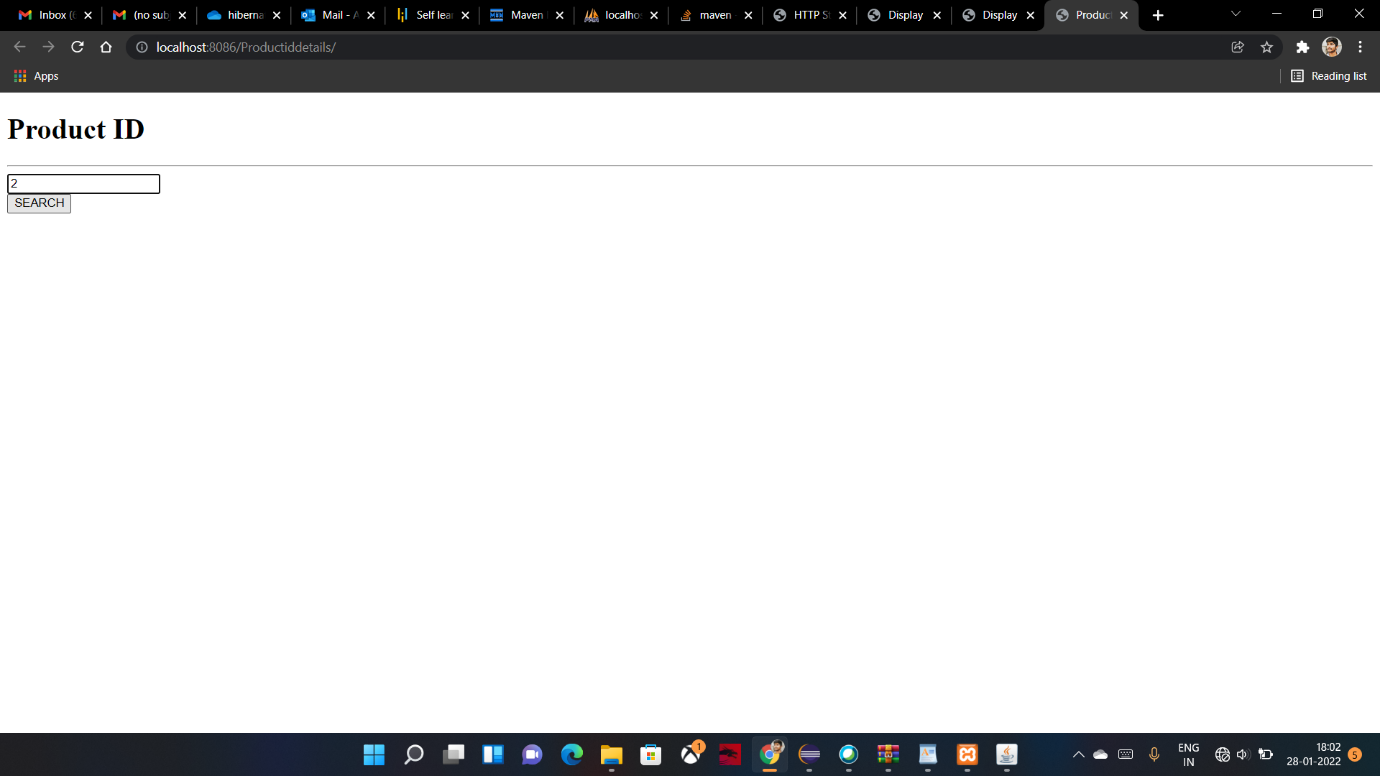 Inbox (
(no sub
hiberna
Mail - A
Self lea
Maven
localho
maven
HTTP S
Display
Display
Produc
localhost:8086/Productiddetails/
Apps
Reading list
Product ID
2
SEARCH
1
ENG
IN
18:02
28-01-2022
5